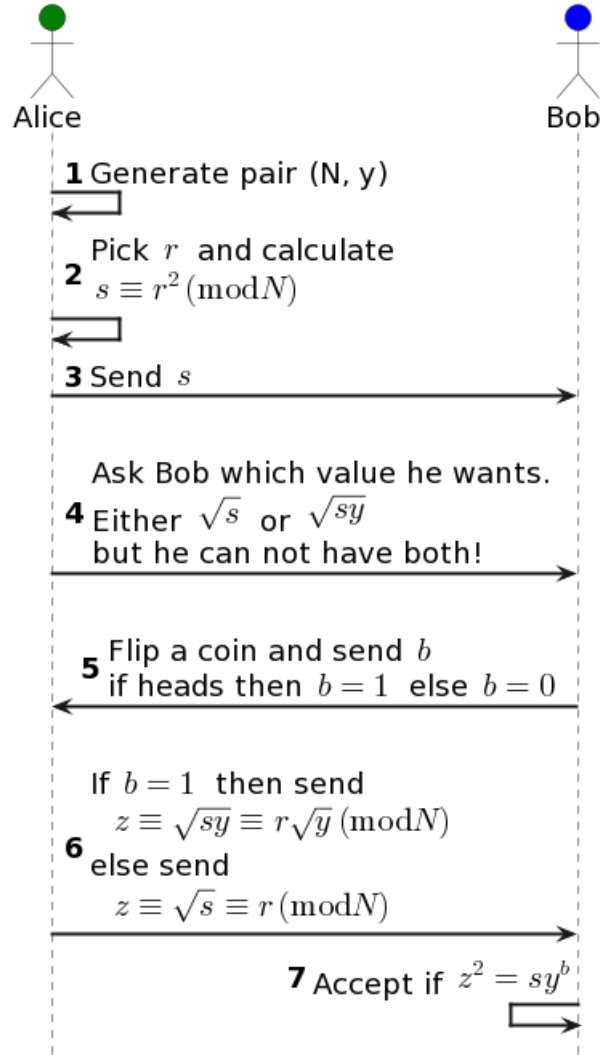 Alice Bob
1 Generate pair (N, y)
Pick r and calculate
2
s ≡ r² (modN)
3 Send s
Ask Bob which value he wants.
4 Either √s or √sy
but he can not have both!
Flip a coin and send b
5
if heads then b = 1 else b = 0
If b = 1 then send
z ≡ √sy ≡ r√y (modN)
6
else send
z ≡ √s ≡ r (modN)
7 Accept if z² = sy^b